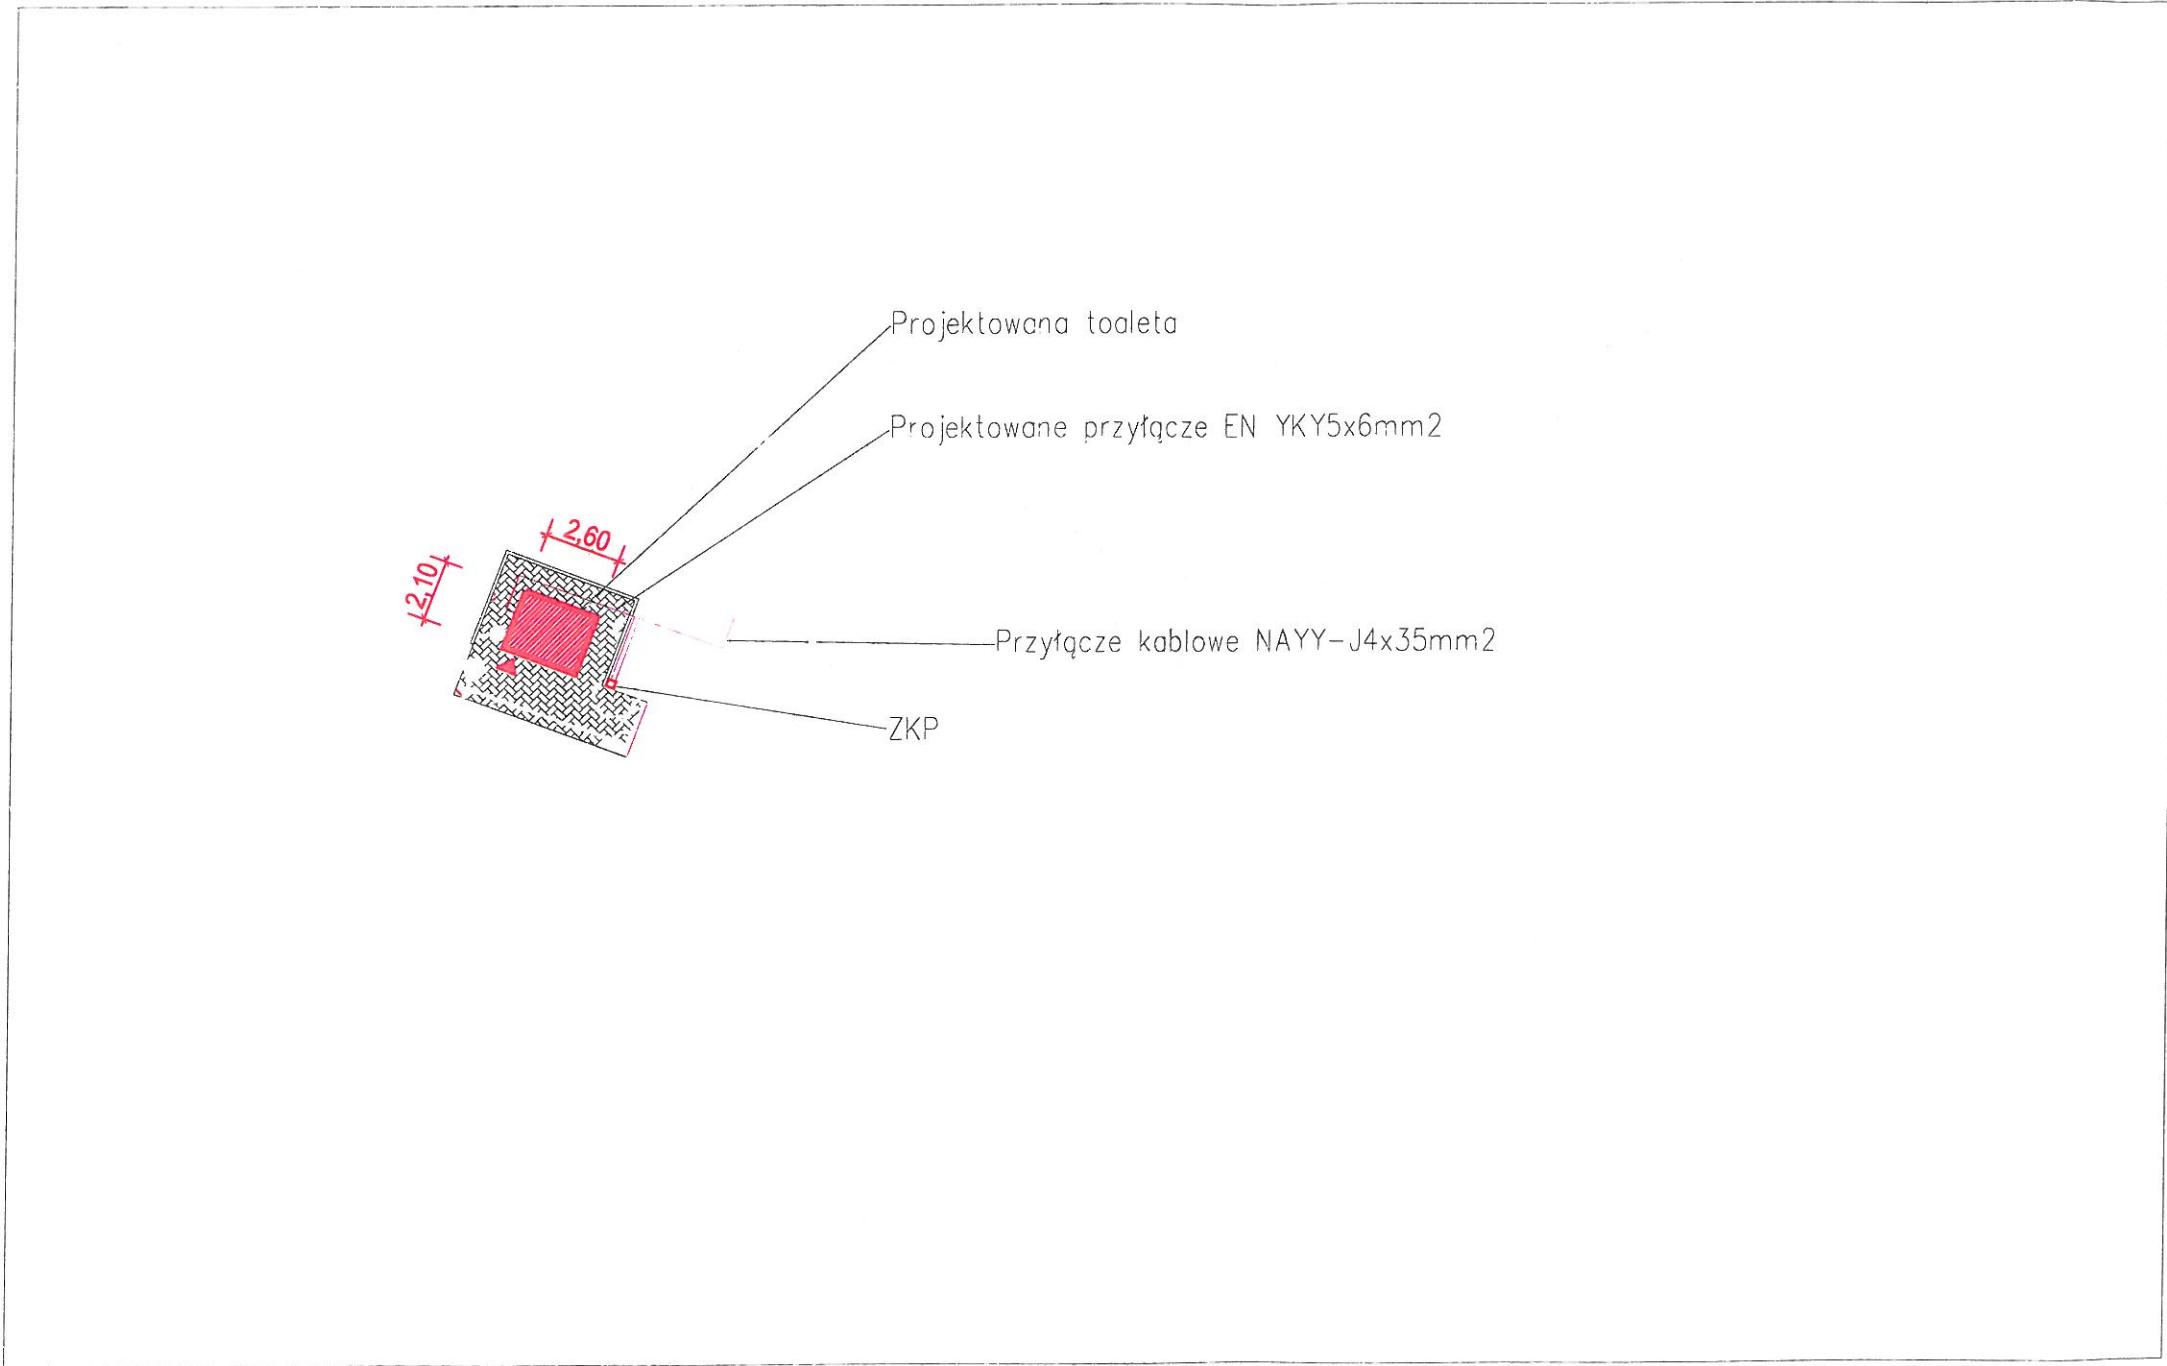 Projektowana toaleta
Projektowane przyłącze EN YKY5x6mm2
2,60
2,10
Przyłącze kablowe NAYY-J4x35mm2
ZKP